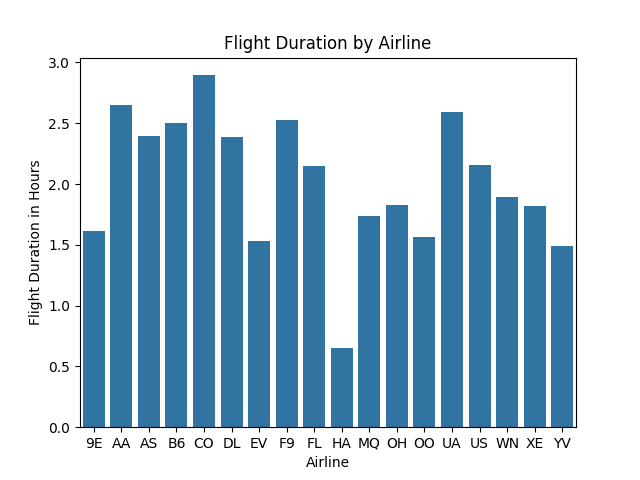 Flight Duration by Airline
Flight Duration in Hours
3.0
2.5
2.0
1.5
1.0
0.5
0.0
9E AA AS B6 CO DL EV F9 FL HA MQ OH OO UA US WN XE YV
Airline